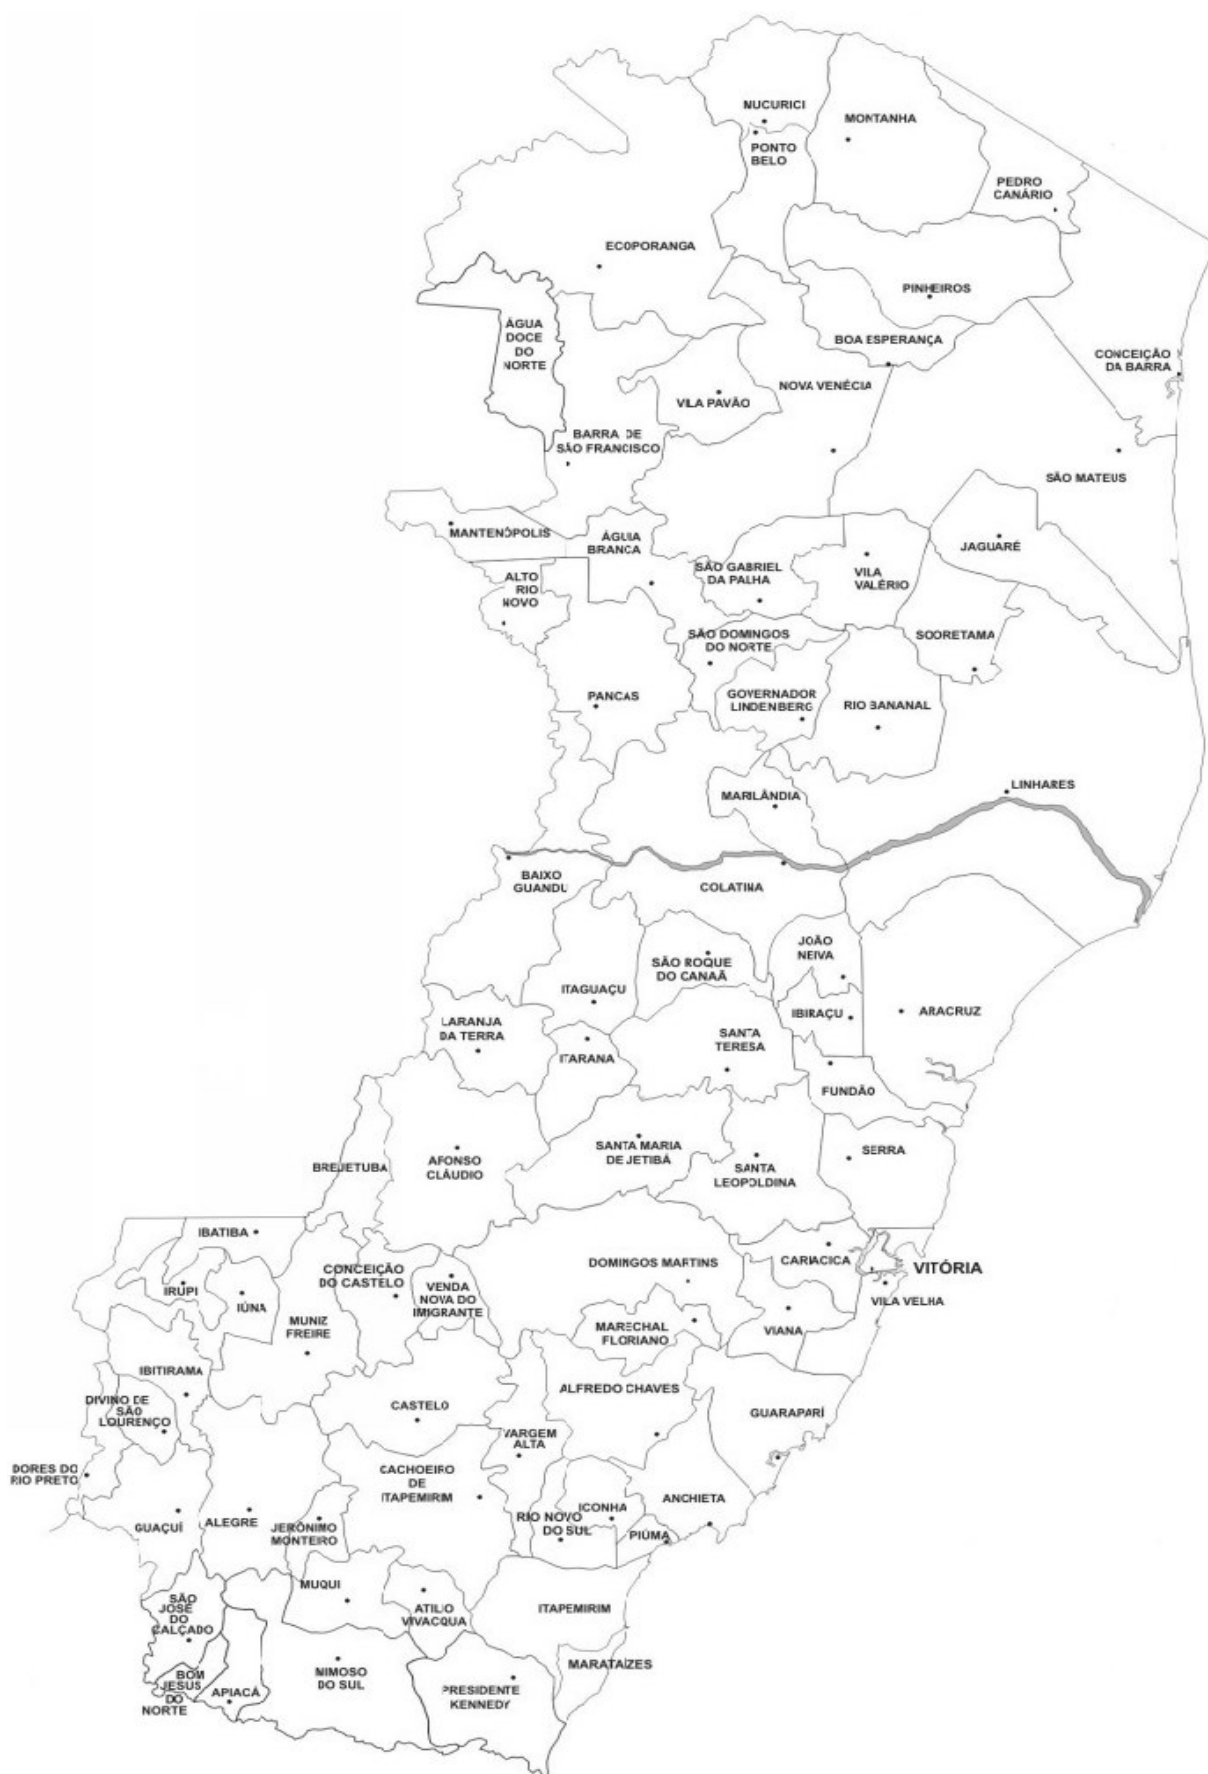 NUCURICI
MONTANHA
PONTO
BELO
PEDRO
CANÁRIO
ECOPORANGA
PINHEIROS
ÁGUA
DOCE
DO
NORTE
BOA ESPERANÇA
CONCEIÇÃO
DA BARRA
NOVA VENÉCIA
VILA PAVÃO
BARRA DE
SÃO FRANCISCO
SÃO MATEUS
MANTENÓPOLIS
ÁGUIA
BRANCA
JAGUARÉ
SÃO GABRIEL
DA PALHA
VILA
VALÉRIO
ALTO
RIO
NOVO
SÃO DOMINGOS
DO NORTE
SOORETAMA
PANCAS
GOVERNADOR
LINDENBERG
RIO BANANAL
LINHARES
MARILÂNDIA
BAIXO
GUANDU
COLATINA
JOÃO
NEIVA
SÃO ROQUE
DO CANAÃ
ITAGUAÇU
IBIRAÇU
ARACRUZ
LARANJA
DA TERRA
ITARANA
SANTA
TERESA
FUNDÃO
SANTA MARIA
DE JETIBÁ
SERRA
BREJETUBA
AFONSO
CLÁUDIO
SANTA
LEOPOLDINA
IBATIBA
CONCEIÇÃO
DO CASTELO
DOMINGOS MARTINS
CARIACICA
VITÓRIA
IRUPI
IÚNA
VENDA
NOVA DO
IMIGRANTE
VILA VELHA
MUNIZ
FREIRE
MARECHAL
FLORIANO
VIANA
IBITIRAMA
ALFREDO CHAVES
DIVINO DE
SÃO
LOURENÇO
CASTELO
GUARAPARÍ
VARGEM
ALTA
DORES DO
RIO PRETO
CACHOEIRO
DE
ITAPEMIRIM
ANCHIETA
ICONHA
RIO NOVO
DO SUL
GUAÇUÍ
ALEGRE
JERÔNIMO
MONTEIRO
PIÚMA
MUQUI
SÃO
JOSÉ
DO
CALÇADO
ATILIO
VIVACQUA
ITAPEMIRIM
MARATAÍZES
BOM
JESUS
DO
NORTE
APIACÁ
NIMOSO
DO SUL
PRESIDENTE
KENNEDY